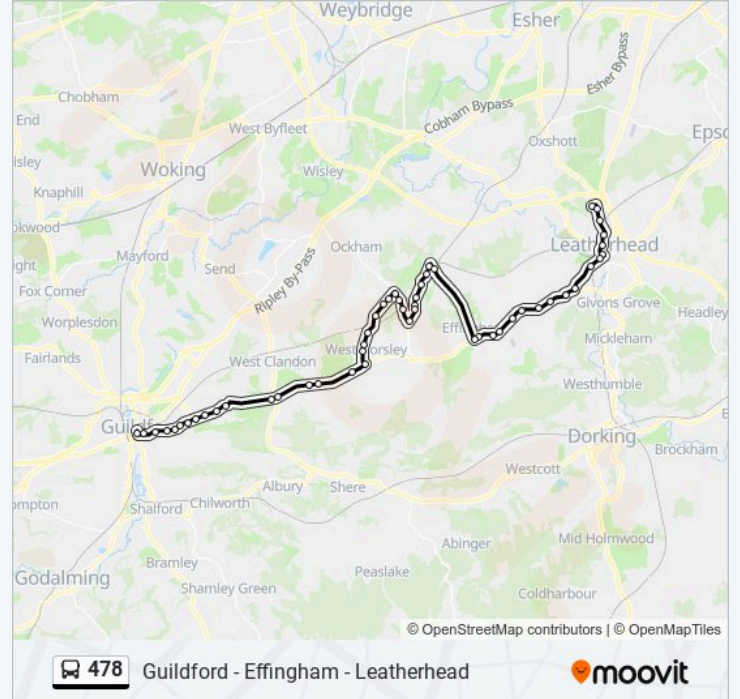 Weybridge
Esher
Esher Bypass
Chobham
Cobham Bypass
End
West Byfleet
Oxshott
Epso
isley
Woking
Wisley
Knaphill
okwood
Ockham
Leatherhead
Mayford
ight
Send
Ripley By-Pass
Fox Corner
Givons Grove
Headley
Worplesdon
Mickleham
Fairlands
West Clandon
West Horsley
Westhumble
Dorking
Brockham
Westcott
Albury
Shere
mpton
Shalford
Chilworth
Abinger
Mid Holmwood
Bramley
Peaslake
Godalming
Shamley Green
Coldharbour
© OpenStreetMap contributors | © OpenMapTiles
478
Guildford - Effingham - Leatherhead
moovit